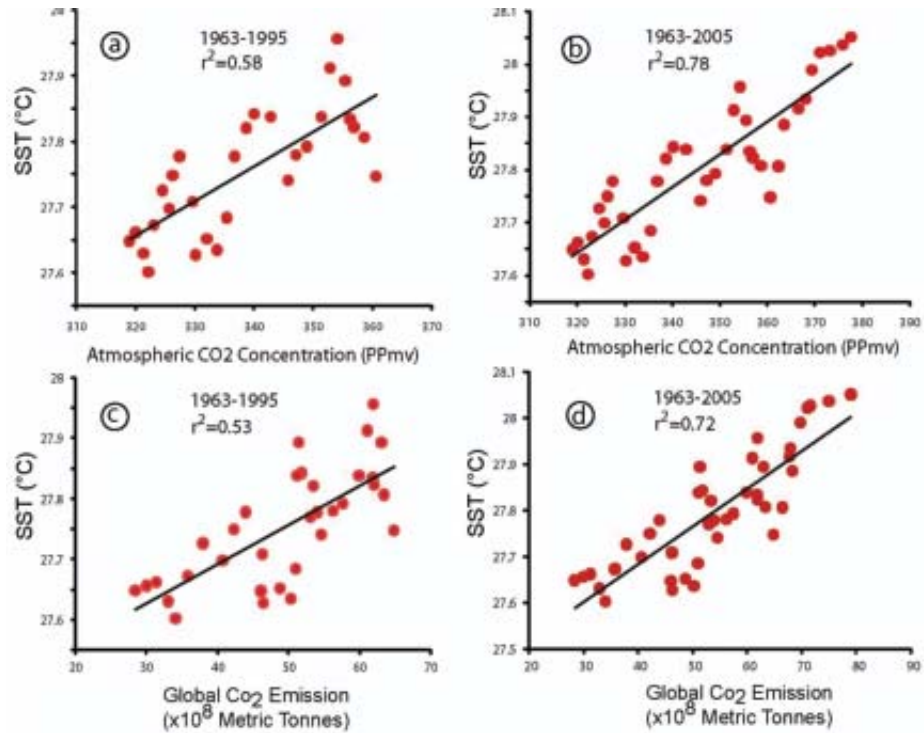 ⓐ
1963-1995
r²=0.58
SST (°C)
28
27.9
27.8
27.7
27.6
310 320 330 340 350 360 370
Atmospheric CO2 Concentration (PPmv)
ⓑ
1963-2005
r²=0.78
SST (°C)
28.1
28
27.9
27.8
27.7
27.6
27.5
310 320 330 340 350 360 370 380 390
Atmospheric CO2 Concentration (PPmv)
ⓒ
1963-1995
r²=0.53
SST (°C)
28
27.9
27.8
27.7
27.6
20 30 40 50 60 70
Global Co₂ Emission
(x10⁸ Metric Tonnes)
ⓓ
1963-2005
r²=0.72
SST (°C)
28.1
28
27.9
27.8
27.7
27.6
27.5
20 30 40 50 60 70 80 90
Global Co₂ Emission
(x10⁸ Metric Tonnes)